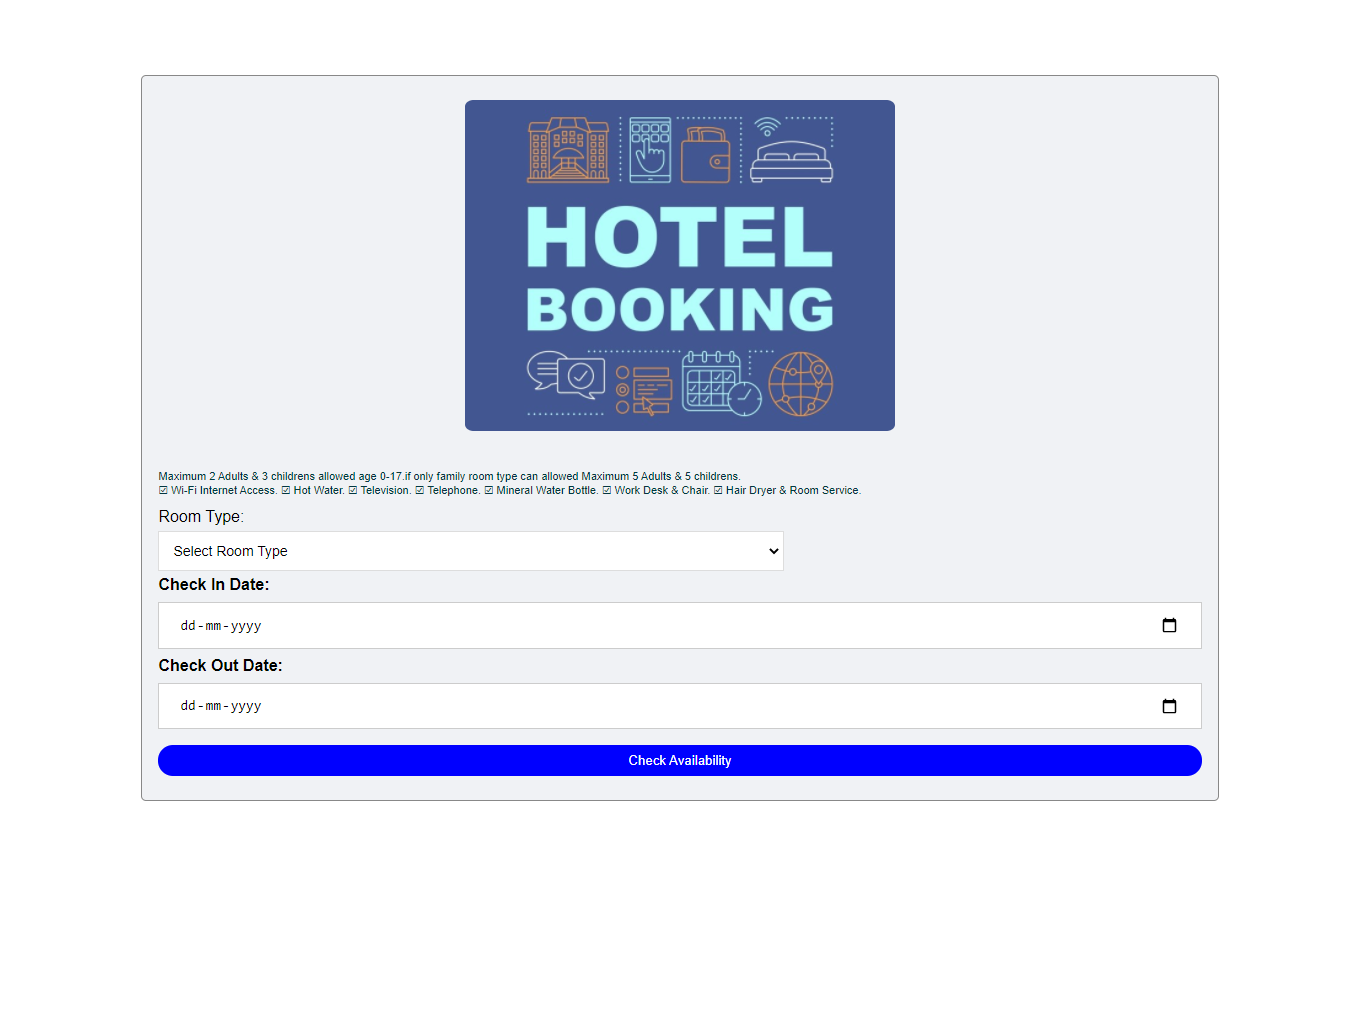 HOTEL
BOOKING
Maximum 2 Adults & 3 childrens allowed age 0-17.if only family room type can allowed Maximum 5 Adults & 5 childrens.
☑ Wi-Fi Internet Access. ☑ Hot Water. ☑ Television. ☑ Telephone. ☑ Mineral Water Bottle. ☑ Work Desk & Chair. ☑ Hair Dryer & Room Service.
Room Type:
Select Room Type
Check In Date:
dd-mm-yyyy
Check Out Date:
dd-mm-yyyy
Check Availability